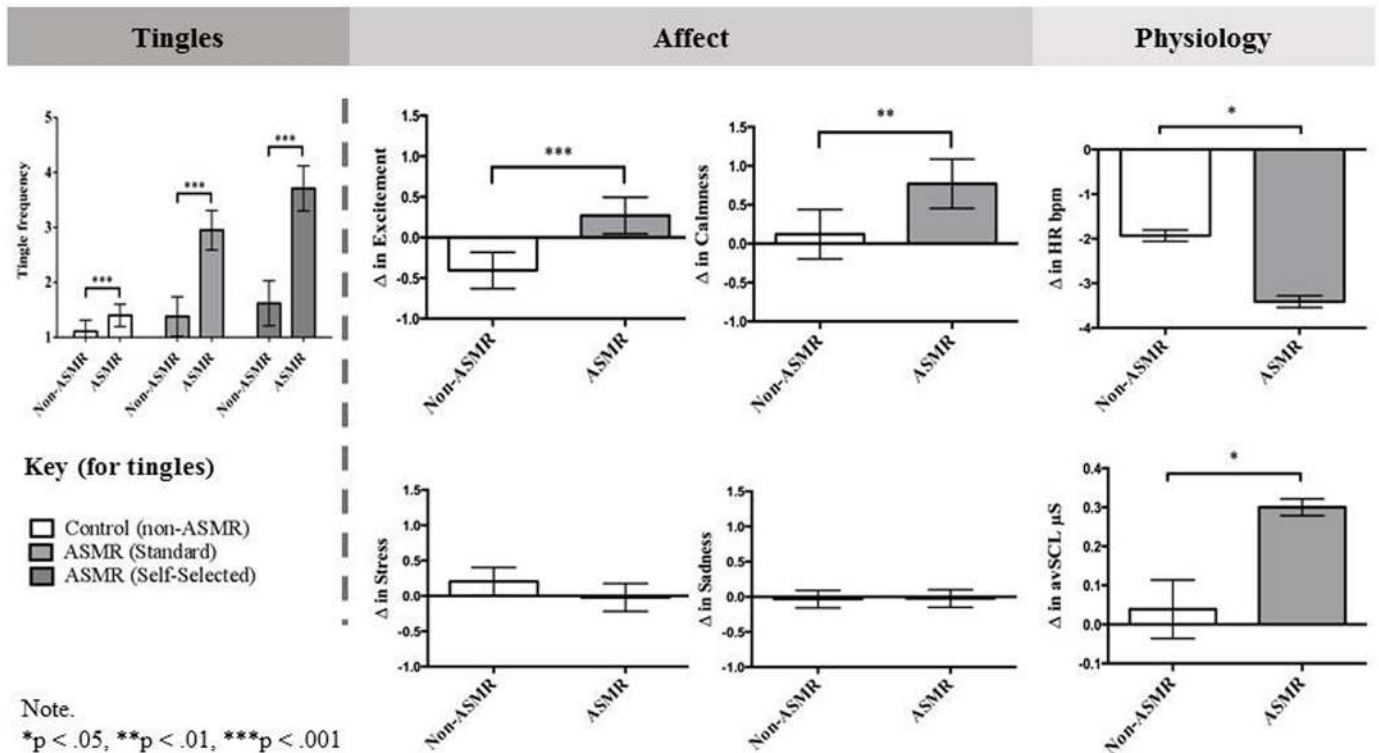 Tingles
Affect
Physiology
Tingle frequency
5
4
3
2
1
***
***
***
Non-ASMR
ASMR
Non-ASMR
ASMR
Non-ASMR
ASMR
Key (for tingles)
Control (non-ASMR)
ASMR (Standard)
ASMR (Self-Selected)
Note.
*p < .05, **p < .01, ***p < .001
Δ in Excitement
1.5
1.0
0.5
0.0
-0.5
-1.0
***
Non-ASMR
ASMR
Δ in Calmness
1.5
1.0
0.5
0.0
-0.5
-1.0
**
Non-ASMR
ASMR
Δ in HR bpm
0
-1
-2
-3
-4
*
Non-ASMR
ASMR
Δ in Stress
1.5
1.0
0.5
0.0
-0.5
-1.0
Non-ASMR
ASMR
Δ in Sadness
1.5
1.0
0.5
0.0
-0.5
-1.0
Non-ASMR
ASMR
Δ in avSCL µS
0.4
0.3
0.2
0.1
0.0
-0.1
*
Non-ASMR
ASMR